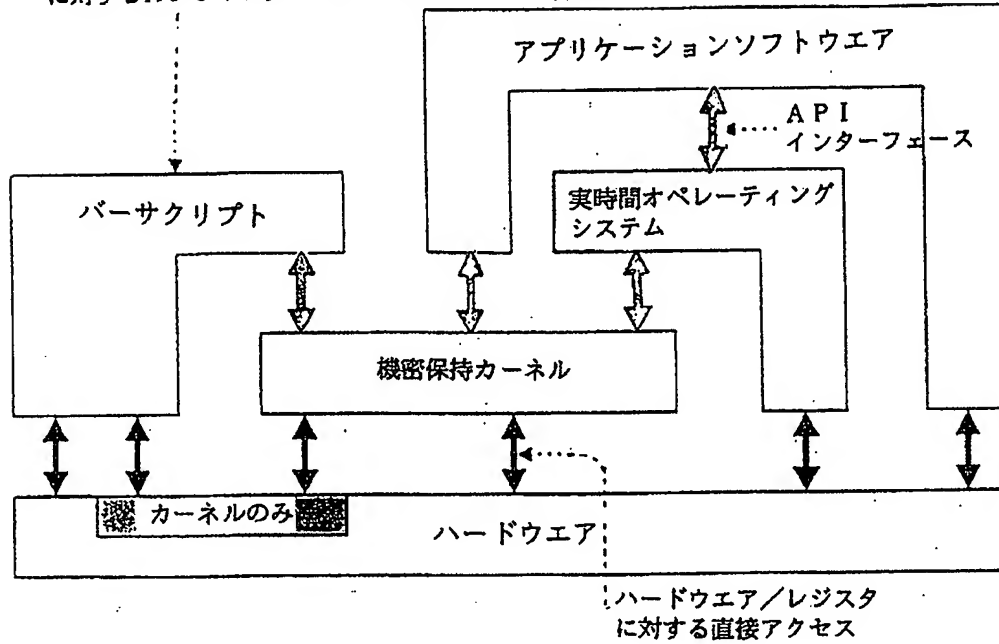 アプリケーションソフトウエア
API
インターフェース
バーサクリプト
実時間オペレーティング
システム
機密保持カーネル
カーネルのみ
ハードウエア
ハードウエア／レジスタ
に対する直接アクセス